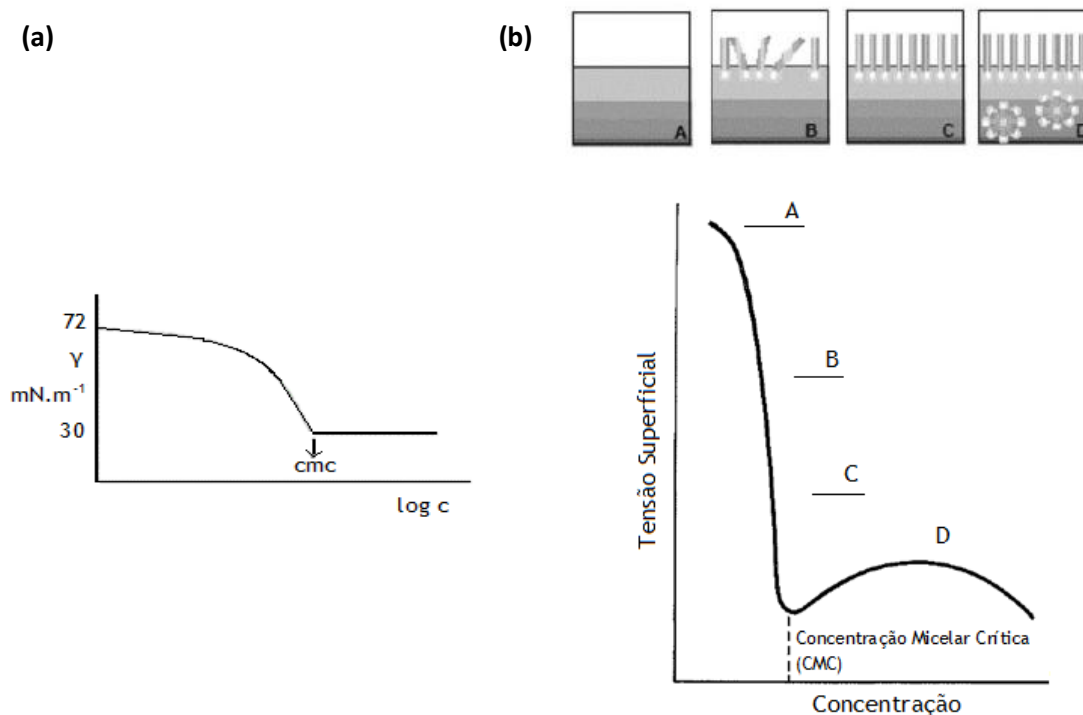 (a)
(b)
A
B
C
D
72
Y
mN.m⁻¹
30
cmc
log c
A
B
C
D
Tensão Superficial
Concentração Micelar Crítica
(CMC)
Concentração